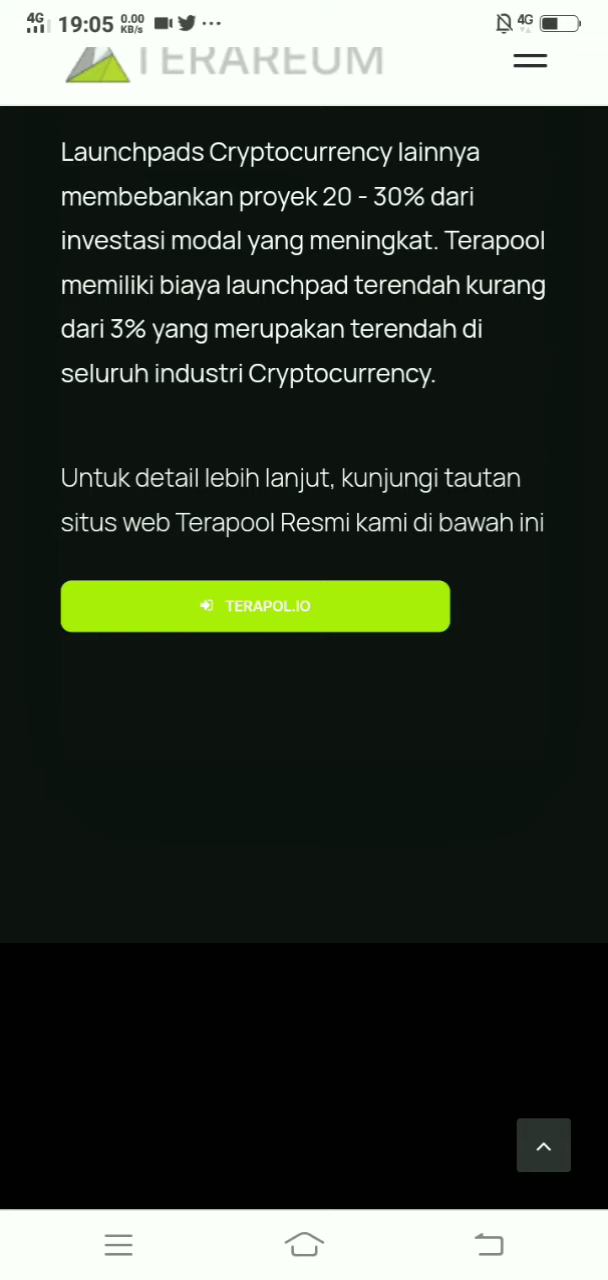 4G 19:05 0.00 KB/s ... 4G
TERAREUM
Launchpads Cryptocurrency lainnya
membebankan proyek 20 - 30% dari
investasi modal yang meningkat. Terapool
memiliki biaya launchpad terendah kurang
dari 3% yang merupakan terendah di
seluruh industri Cryptocurrency.
Untuk detail lebih lanjut, kunjungi tautan
situs web Terapool Resmi kami di bawah ini
TERAPOL.IO